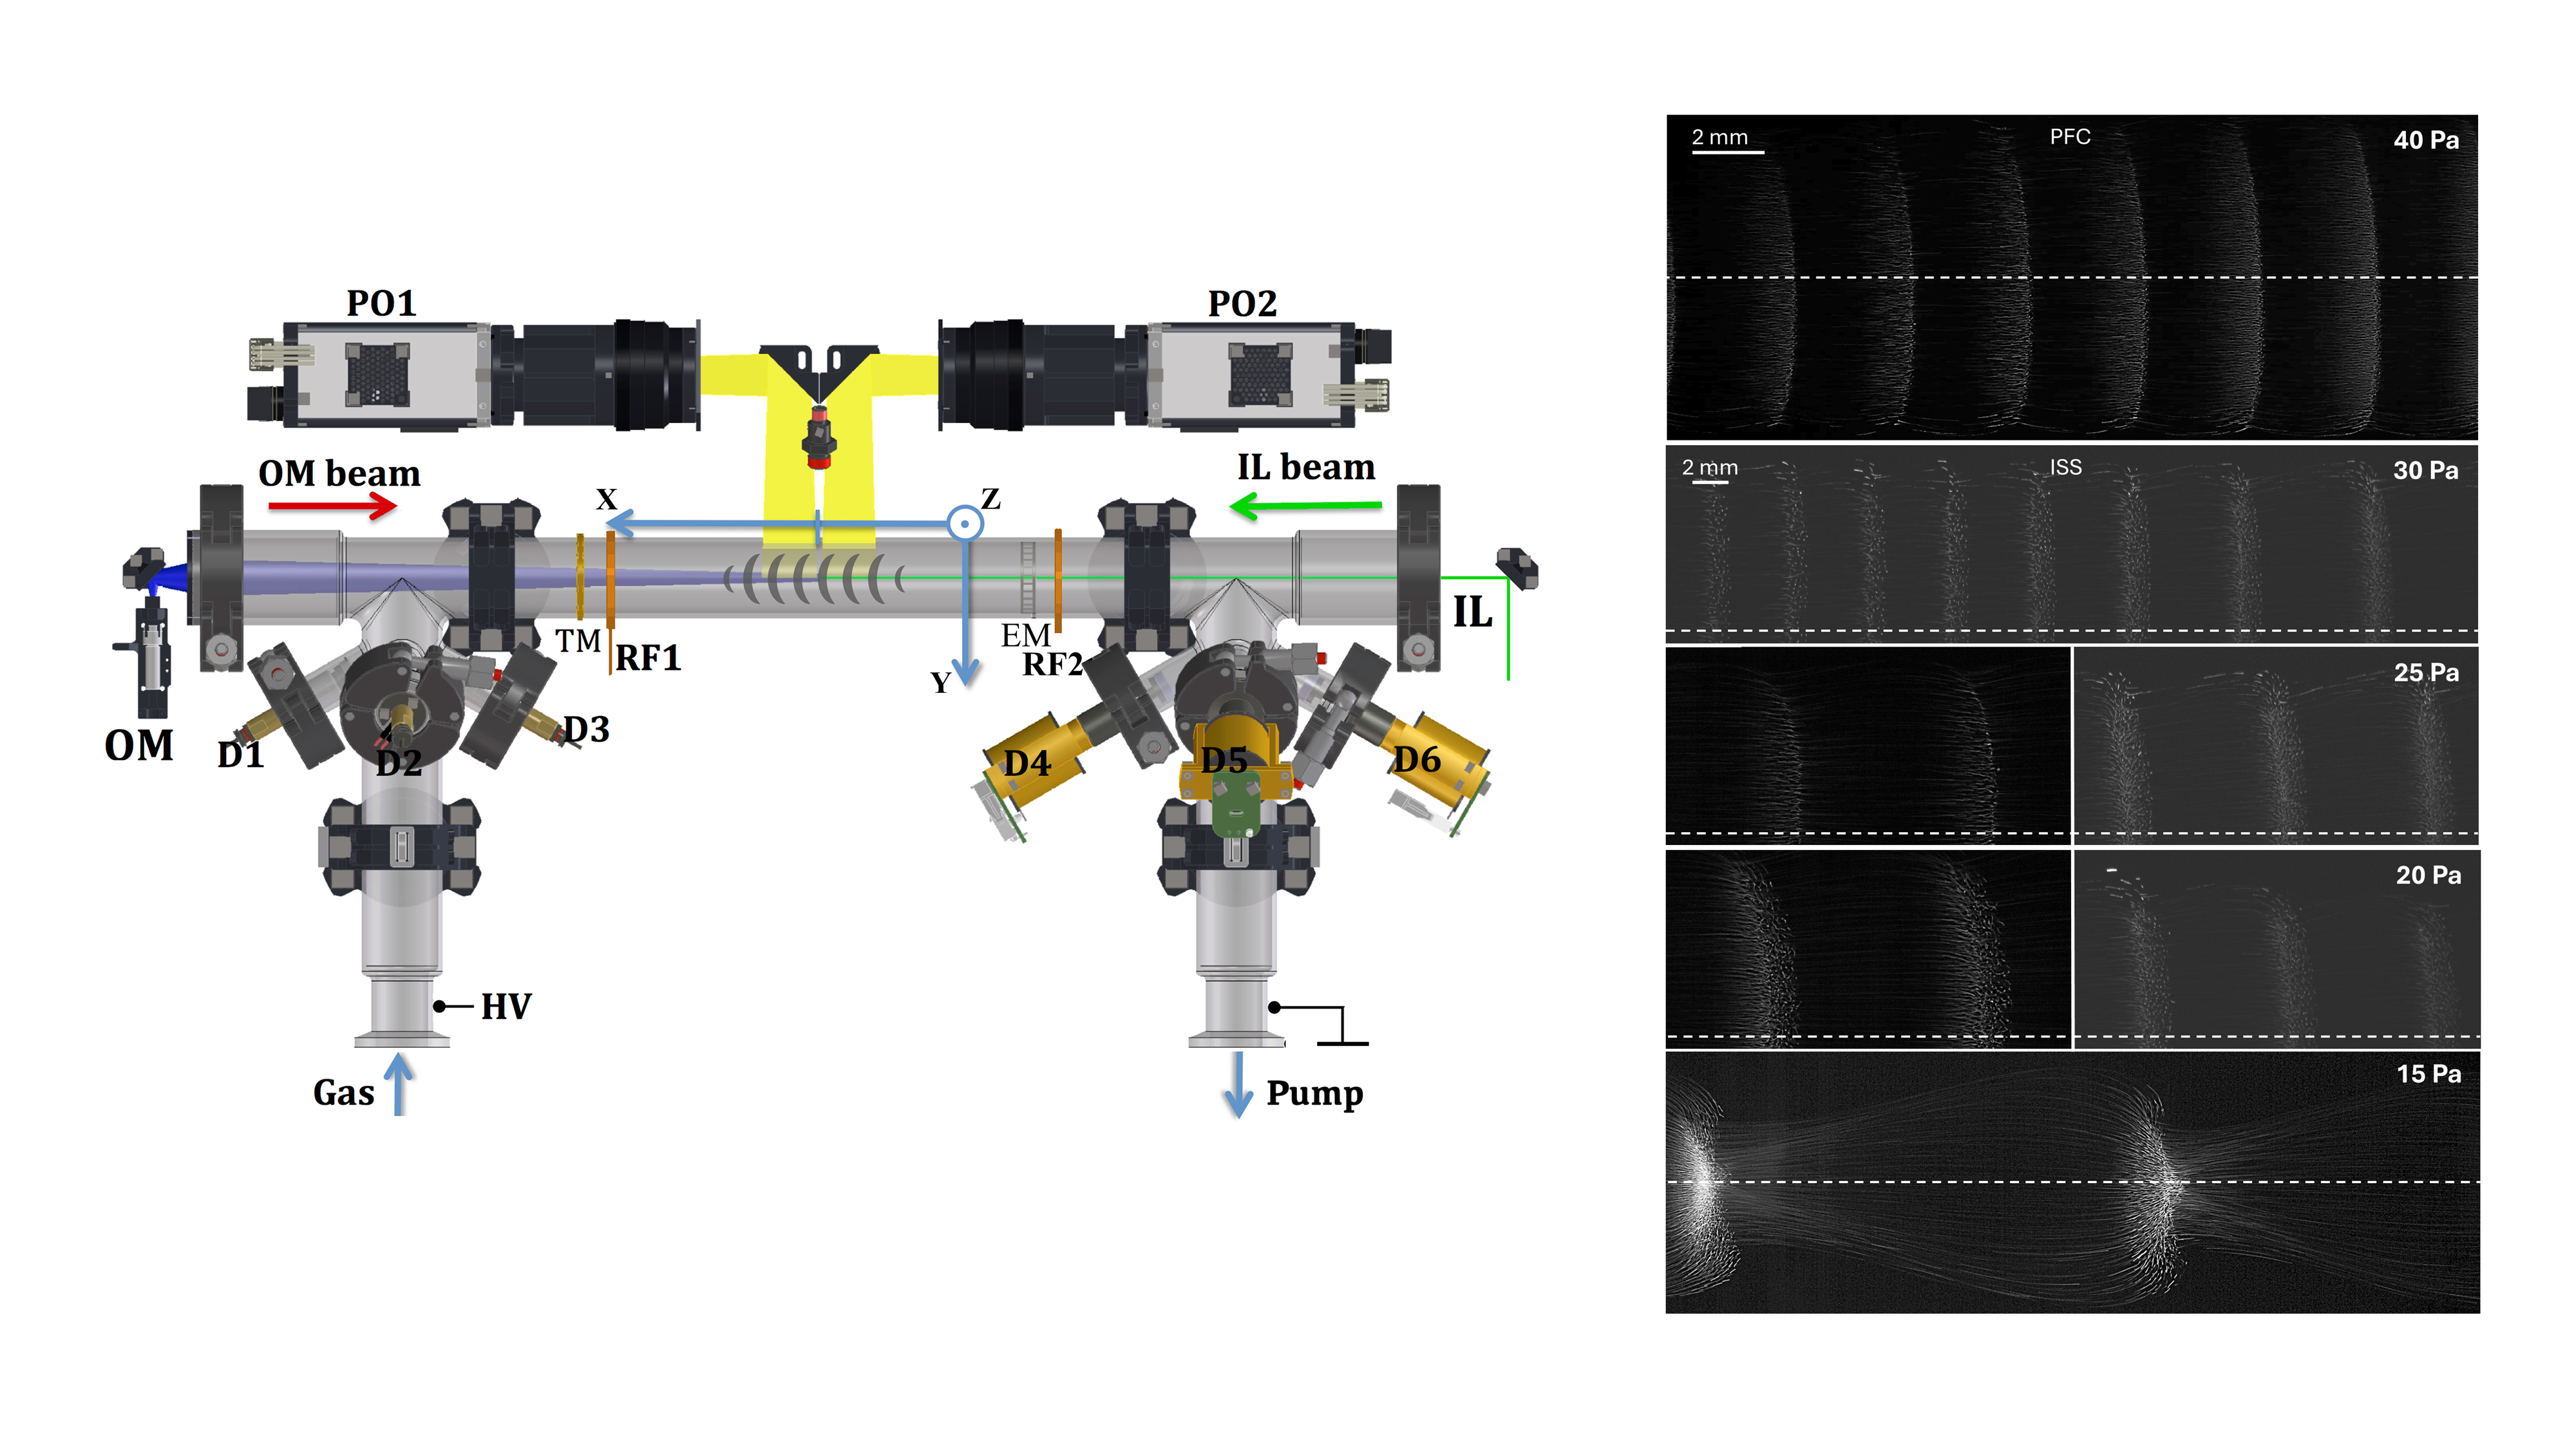 PO1
PO2
OM beam
IL beam
X
Z
Y
TM
RF1
EM
RF2
IL
OM
D1
D2
D3
D4
D5
D6
HV
Gas
Pump
2 mm
PFC
40 Pa
2 mm
ISS
30 Pa
25 Pa
20 Pa
15 Pa